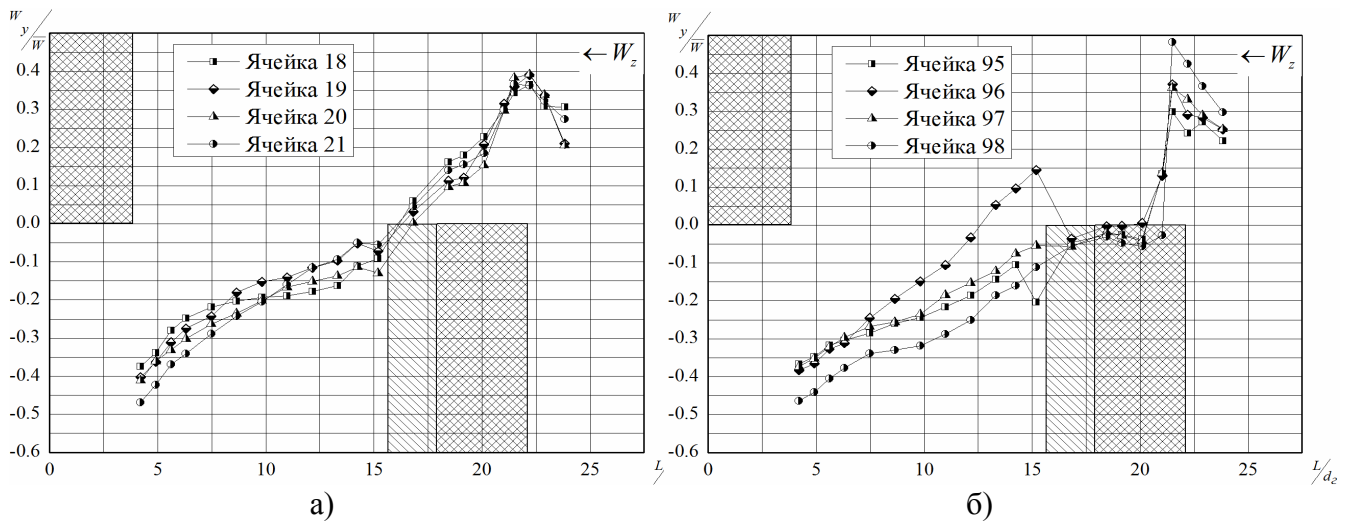 W
y
/
W̅
← W_z
Ячейка 18
Ячейка 19
Ячейка 20
Ячейка 21
0.4
0.3
0.2
0.1
0.0
-0.1
-0.2
-0.3
-0.4
-0.5
-0.6
0 5 10 15 20 25
L/
а)
W
y
/
W̅
← W_z
Ячейка 95
Ячейка 96
Ячейка 97
Ячейка 98
0.4
0.3
0.2
0.1
0.0
-0.1
-0.2
-0.3
-0.4
-0.5
-0.6
0 5 10 15 20 25
L/d_г
б)